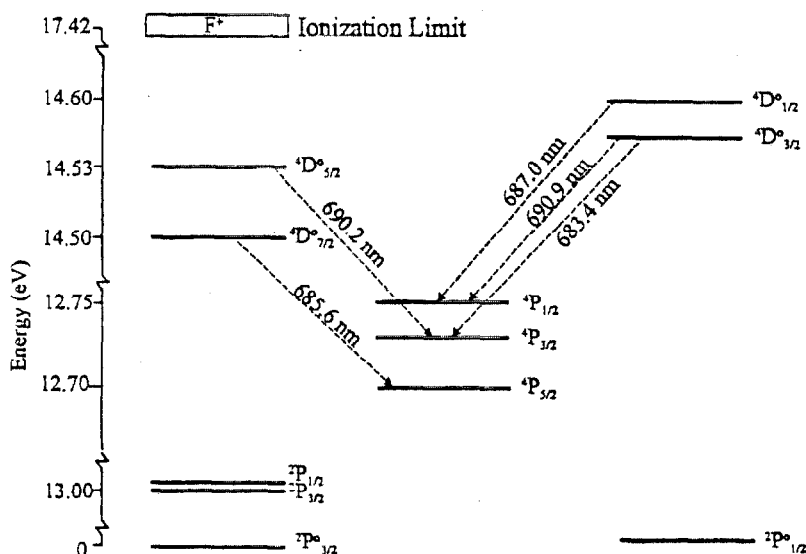 17.42 F⁺ Ionization Limit
14.60 ⁴D°₁/₂
⁴D°₃/₂
14.53 ⁴D°₅/₂
687.0 nm
690.9 nm
683.4 nm
690.2 nm
14.50 ⁴D°₇/₂
685.6 nm
12.75 ⁴P₁/₂
⁴P₃/₂
12.70 ⁴P₅/₂
Energy (eV)
²P₁/₂
13.00 P₃/₂
0 ²P°₃/₂ ²P°₁/₂